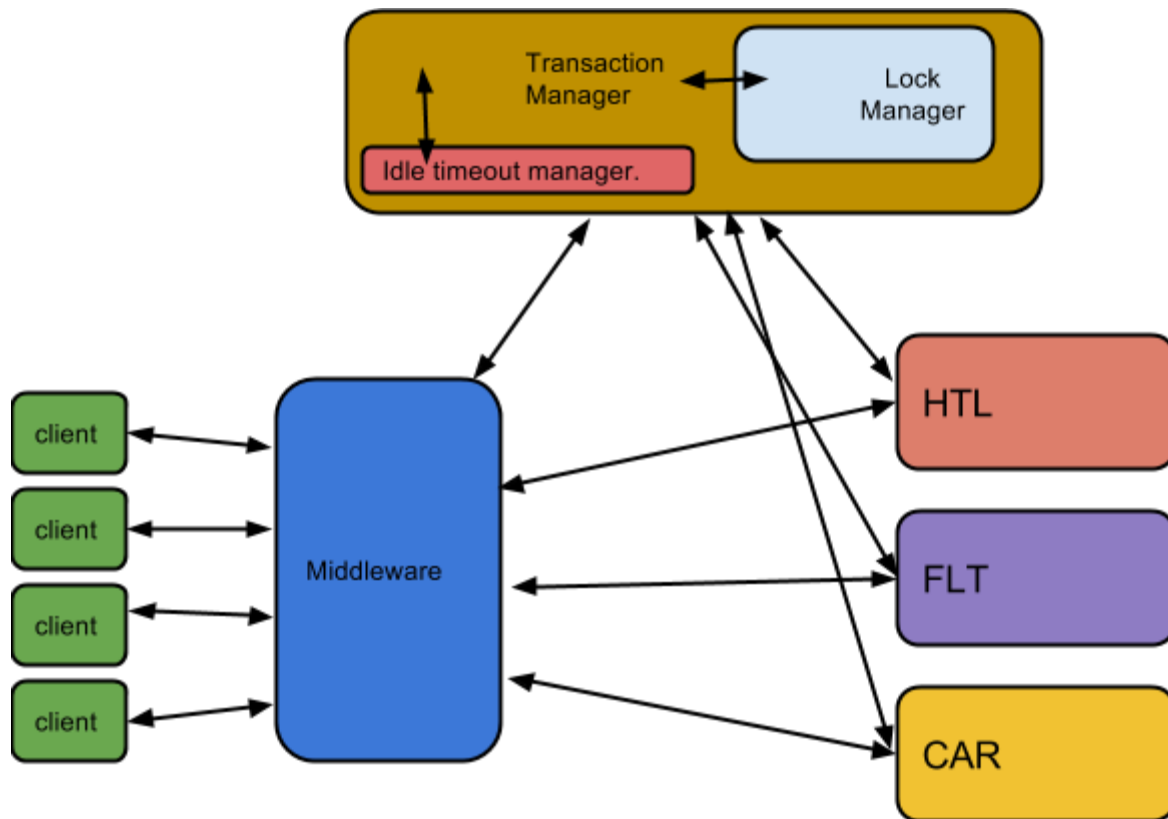 Transaction
Manager
Lock
Manager
Idle timeout manager.
HTL
client
client
Middleware
FLT
client
client
CAR